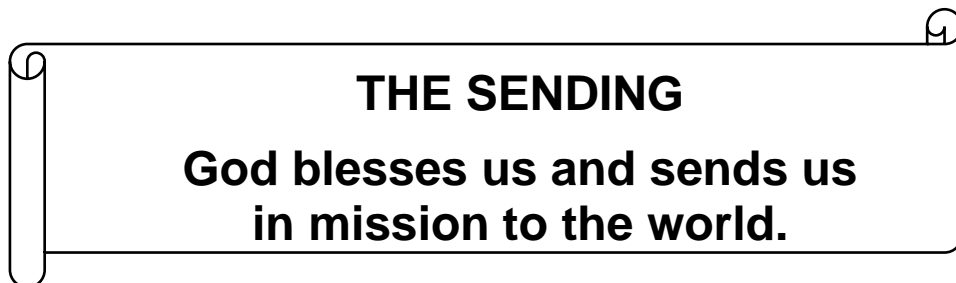 THE SENDING
God blesses us and sends us
in mission to the world.